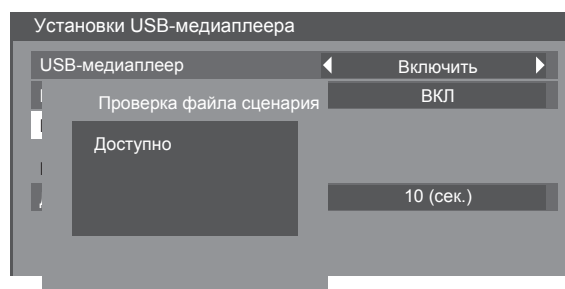 Установки USB-медиаплеера
USB-медиаплеер
Включить
Проверка файла сценария
ВКЛ
Доступно
10 (сек.)